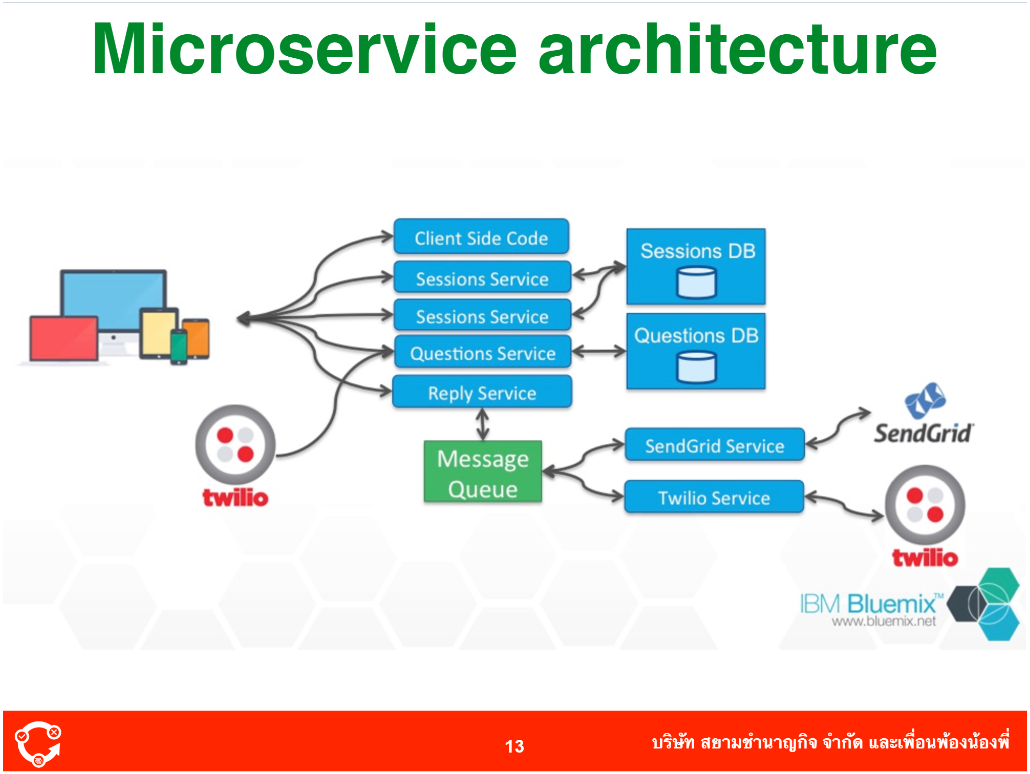 Microservice architecture
Client Side Code
Sessions Service
Sessions Service
Questions Service
Reply Service
Sessions DB
Questions DB
twilio
Message
Queue
SendGrid Service
Twilio Service
SendGrid
twilio
IBM Bluemix™
www.bluemix.net
13
บริษัท สยามชำนาญกิจ จำกัด และเพื่อนพ้องน้องพี่